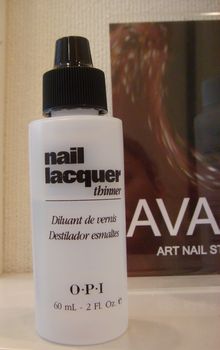 nail
lacquer
thinner
Diluant de vernis
Destilador esmaltes
O·P·I
60 mL - 2 Fl. Oz. e
AVA
ART NAIL ST